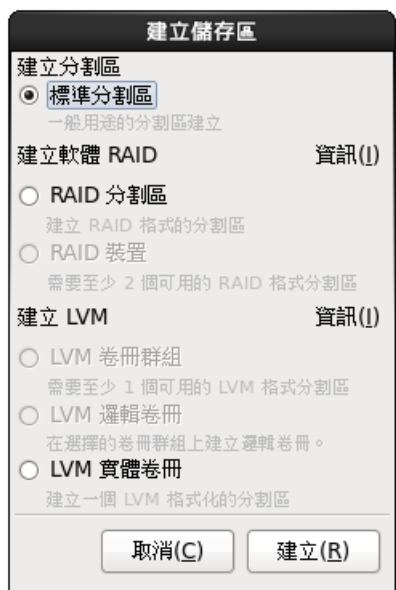 建立儲存區
建立分割區
標準分割區
一般用途的分割區建立
建立軟體 RAID 資訊(I)
RAID 分割區
建立 RAID 格式的分割區
RAID 裝置
需要至少 2 個可用的 RAID 格式分割區
建立 LVM 資訊(I)
LVM 卷冊群組
需要至少 1 個可用的 LVM 格式分割區
LVM 邏輯卷冊
在選擇的卷冊群組上建立邏輯卷冊。
LVM 實體卷冊
建立一個 LVM 格式化的分割區
取消(C) 建立(R)